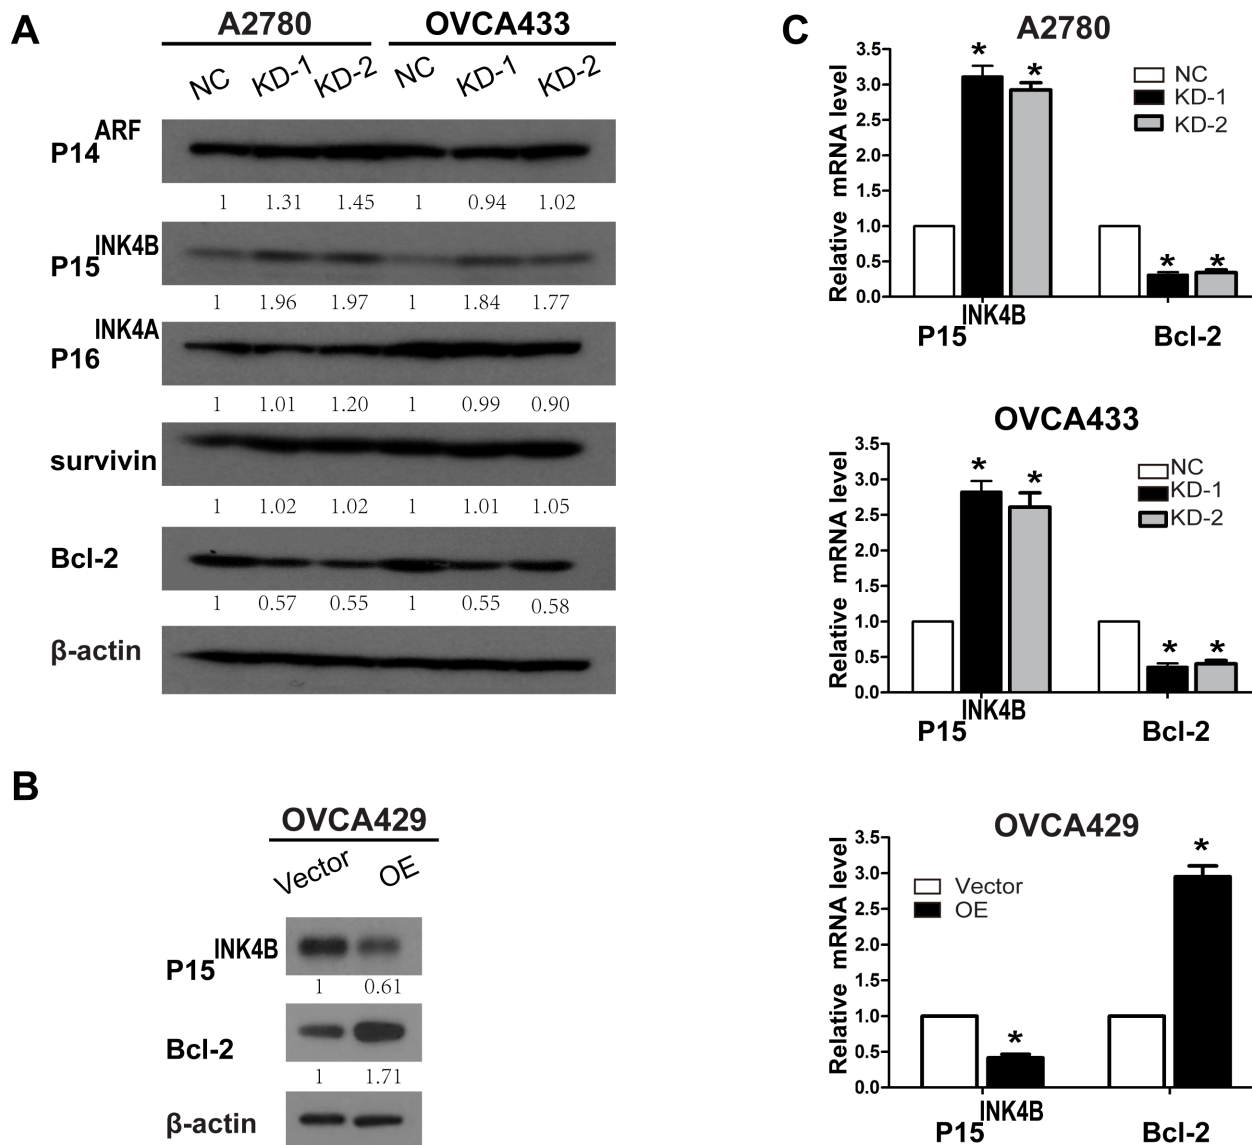 A
A2780 OVCA433
NC KD-1 KD-2 NC KD-1 KD-2
P14ARF
1 1.31 1.45 1 0.94 1.02
P15INK4B
1 1.96 1.97 1 1.84 1.77
P16INK4A
1 1.01 1.20 1 0.99 0.90
survivin
1 1.02 1.02 1 1.01 1.05
Bcl-2
1 0.57 0.55 1 0.55 0.58
β-actin
B
OVCA429
Vector OE
P15INK4B
1 0.61
Bcl-2
1 1.71
β-actin
C
A2780
Relative mRNA level
3.5
3.0
2.5
2.0
1.5
1.0
0.5
0.0
* * * *
NC
KD-1
KD-2
P15INK4B Bcl-2
OVCA433
Relative mRNA level
3.5
3.0
2.5
2.0
1.5
1.0
0.5
0.0
* * * *
NC
KD-1
KD-2
P15INK4B Bcl-2
OVCA429
Relative mRNA level
3.5
3.0
2.5
2.0
1.5
1.0
0.5
0.0
* *
Vector
OE
P15INK4B Bcl-2